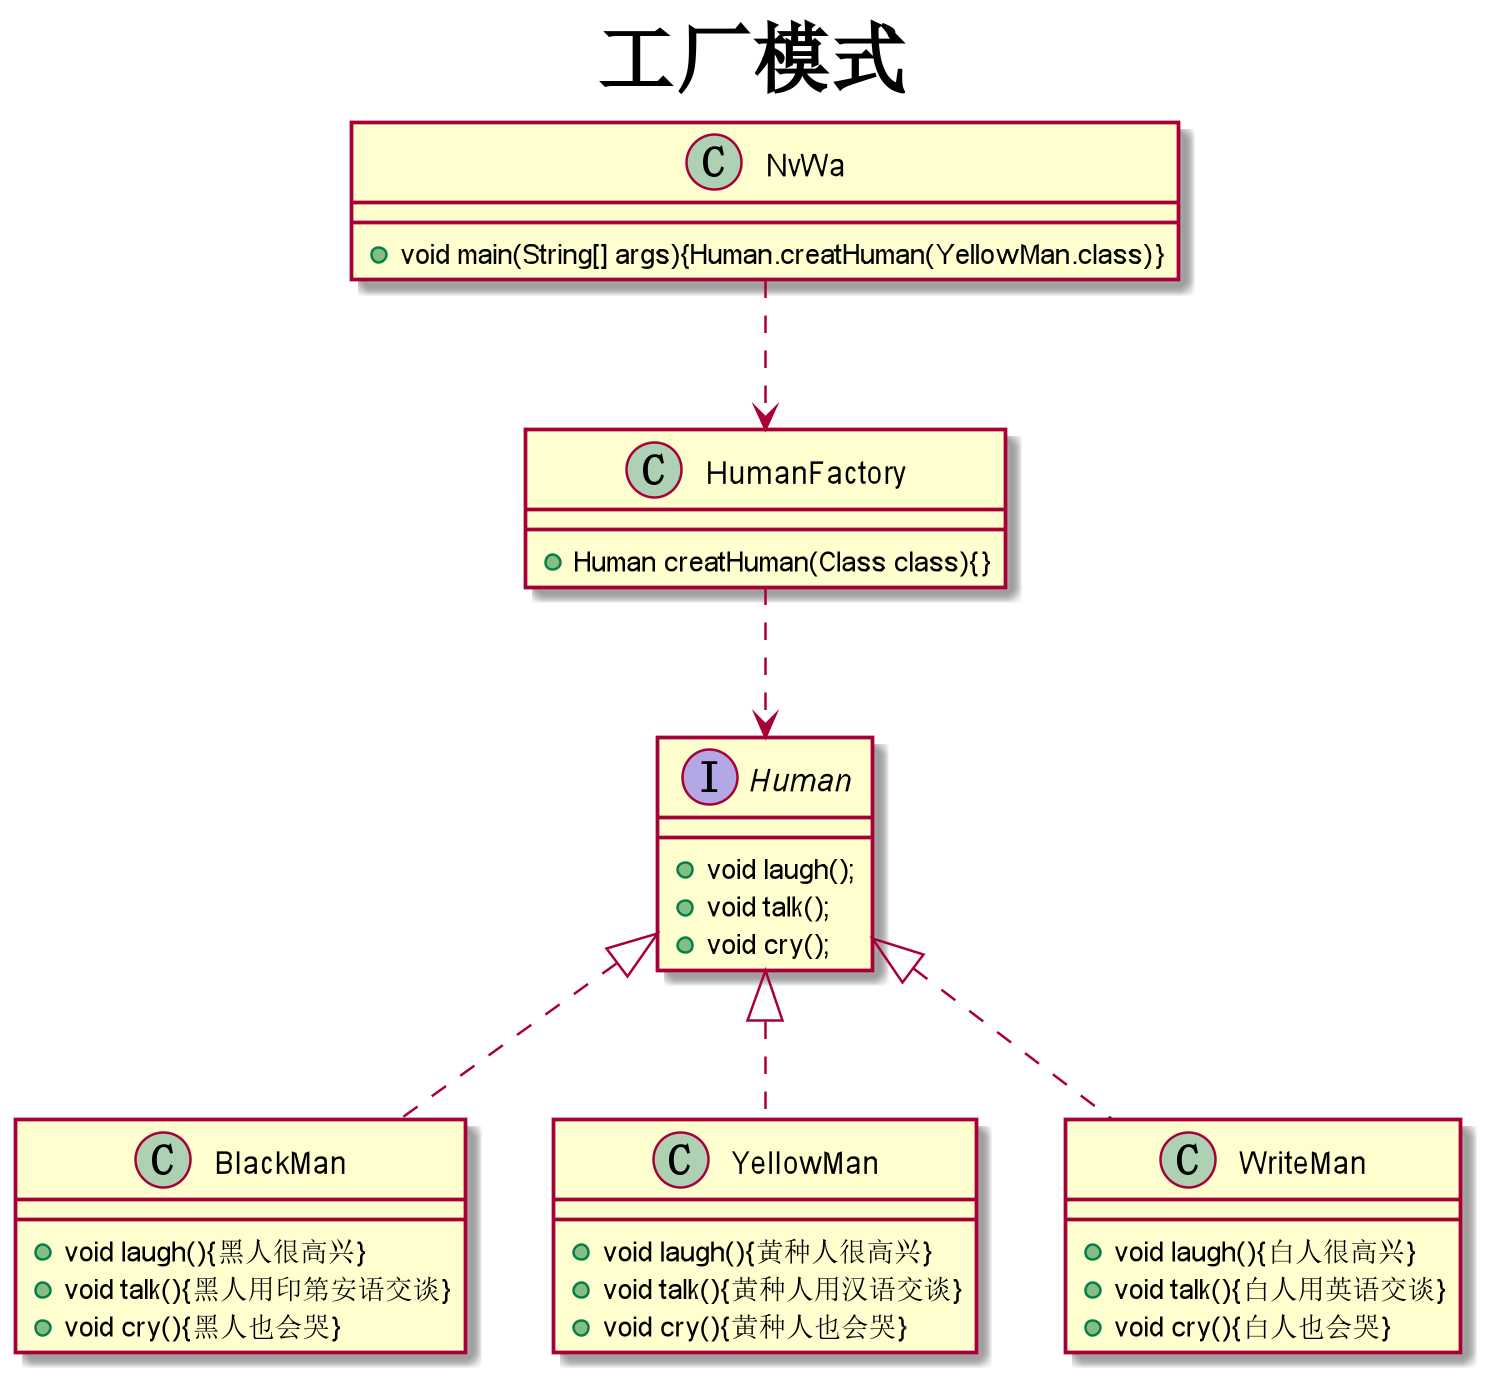 工厂模式
C NvWa
void main(String[] args){Human.creatHuman(YellowMan.class)}
C HumanFactory
Human creatHuman(Class class){}
I Human
void laugh();
void talk();
void cry();
C BlackMan
void laugh(){黑人很高兴}
void talk(){黑人用印第安语交谈}
void cry(){黑人也会哭}
C YellowMan
void laugh(){黄种人很高兴}
void talk(){黄种人用汉语交谈}
void cry(){黄种人也会哭}
C WriteMan
void laugh(){白人很高兴}
void talk(){白人用英语交谈}
void cry(){白人也会哭}